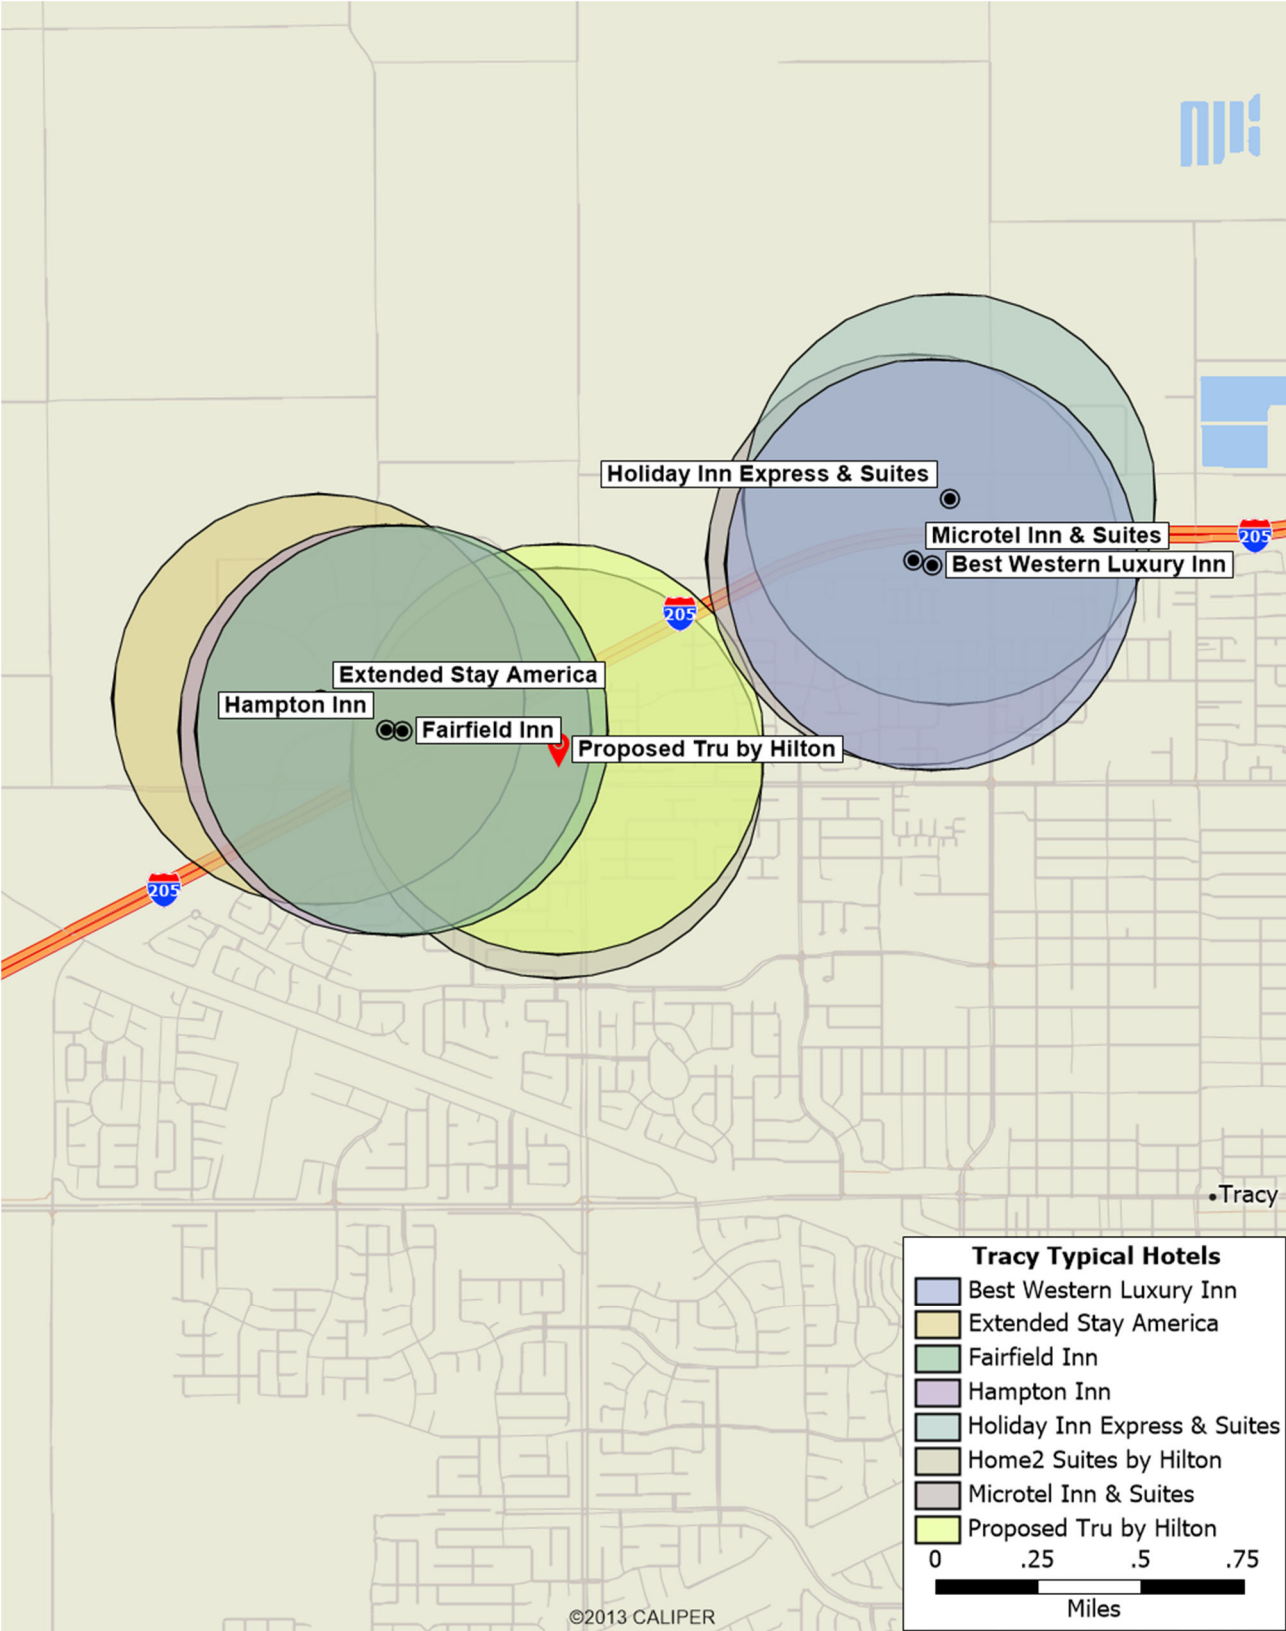 Holiday Inn Express & Suites
Microtel Inn & Suites
205
Best Western Luxury Inn
205
Extended Stay America
Hampton Inn
Fairfield Inn
Proposed Tru by Hilton
205
Tracy
Tracy Typical Hotels
Best Western Luxury Inn
Extended Stay America
Fairfield Inn
Hampton Inn
Holiday Inn Express & Suites
Home2 Suites by Hilton
Microtel Inn & Suites
Proposed Tru by Hilton
0 .25 .5 .75
Miles
©2013 CALIPER